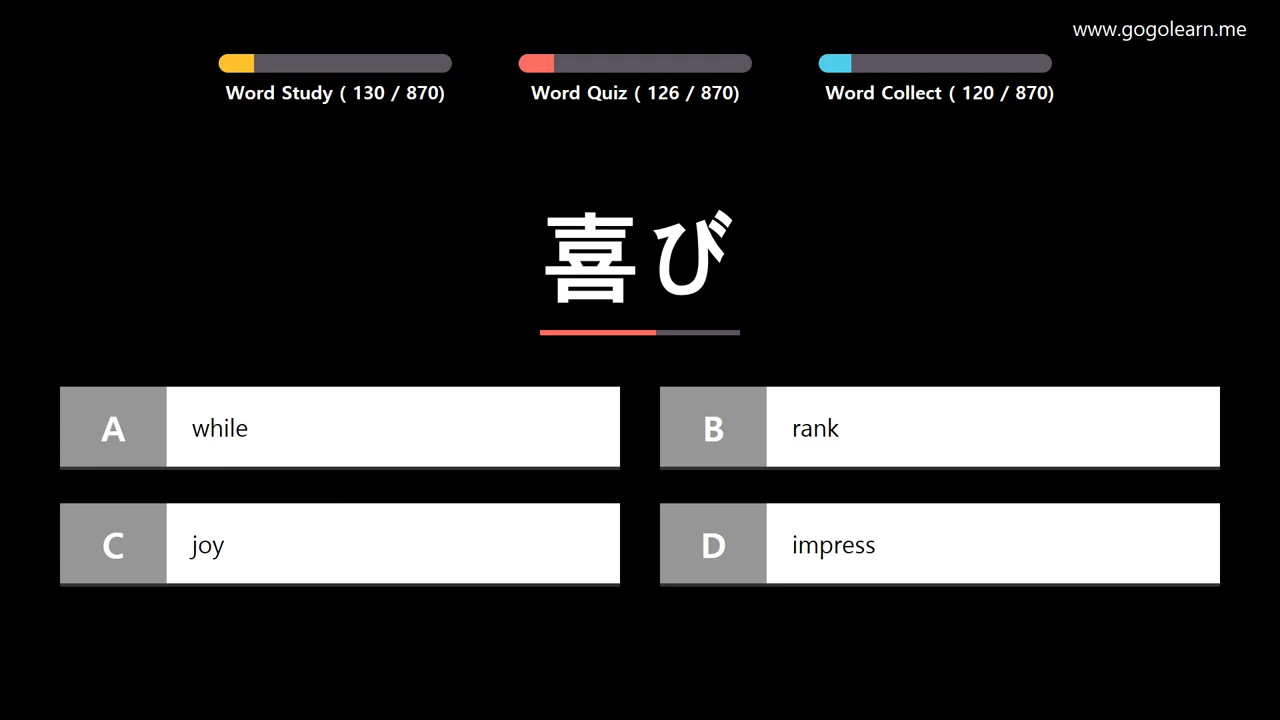 www.gogolearn.me
Word Study ( 130 / 870)
Word Quiz ( 126 / 870)
Word Collect ( 120 / 870)
喜び
A while
B rank
C joy
D impress